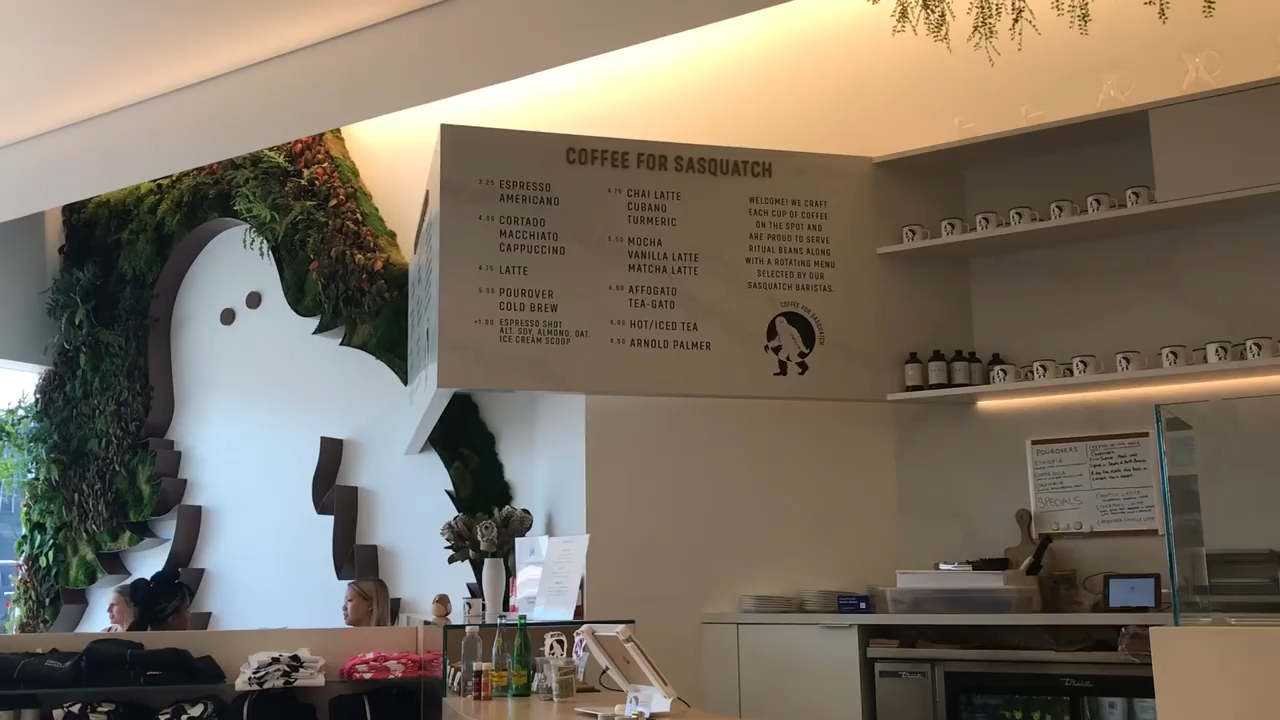 COFFEE FOR SASQUATCH
3.25 ESPRESSO
AMERICANO
4.00 CORTADO
MACCHIATO
CAPPUCCINO
4.75 LATTE
5.00 POUROVER
COLD BREW
+1.00 ESPRESSO SHOT
ALT. SOY, ALMOND, OAT.
ICE CREAM SCOOP
4.75 CHAI LATTE
CUBANO
TURMERIC
5.50 MOCHA
VANILLA LATTE
MATCHA LATTE
6.00 AFFOGATO
TEA-GATO
4.00 HOT/ICED TEA
4.50 ARNOLD PALMER
WELCOME! WE CRAFT
EACH CUP OF COFFEE
ON THE SPOT AND
ARE PROUD TO SERVE
RITUAL BEANS ALONG
WITH A ROTATING MENU
SELECTED BY OUR
SASQUATCH BARISTAS.
COFFEE FOR SASQUATCH
POUROVERS
ETHIOPIA
SPECIALS
True
True